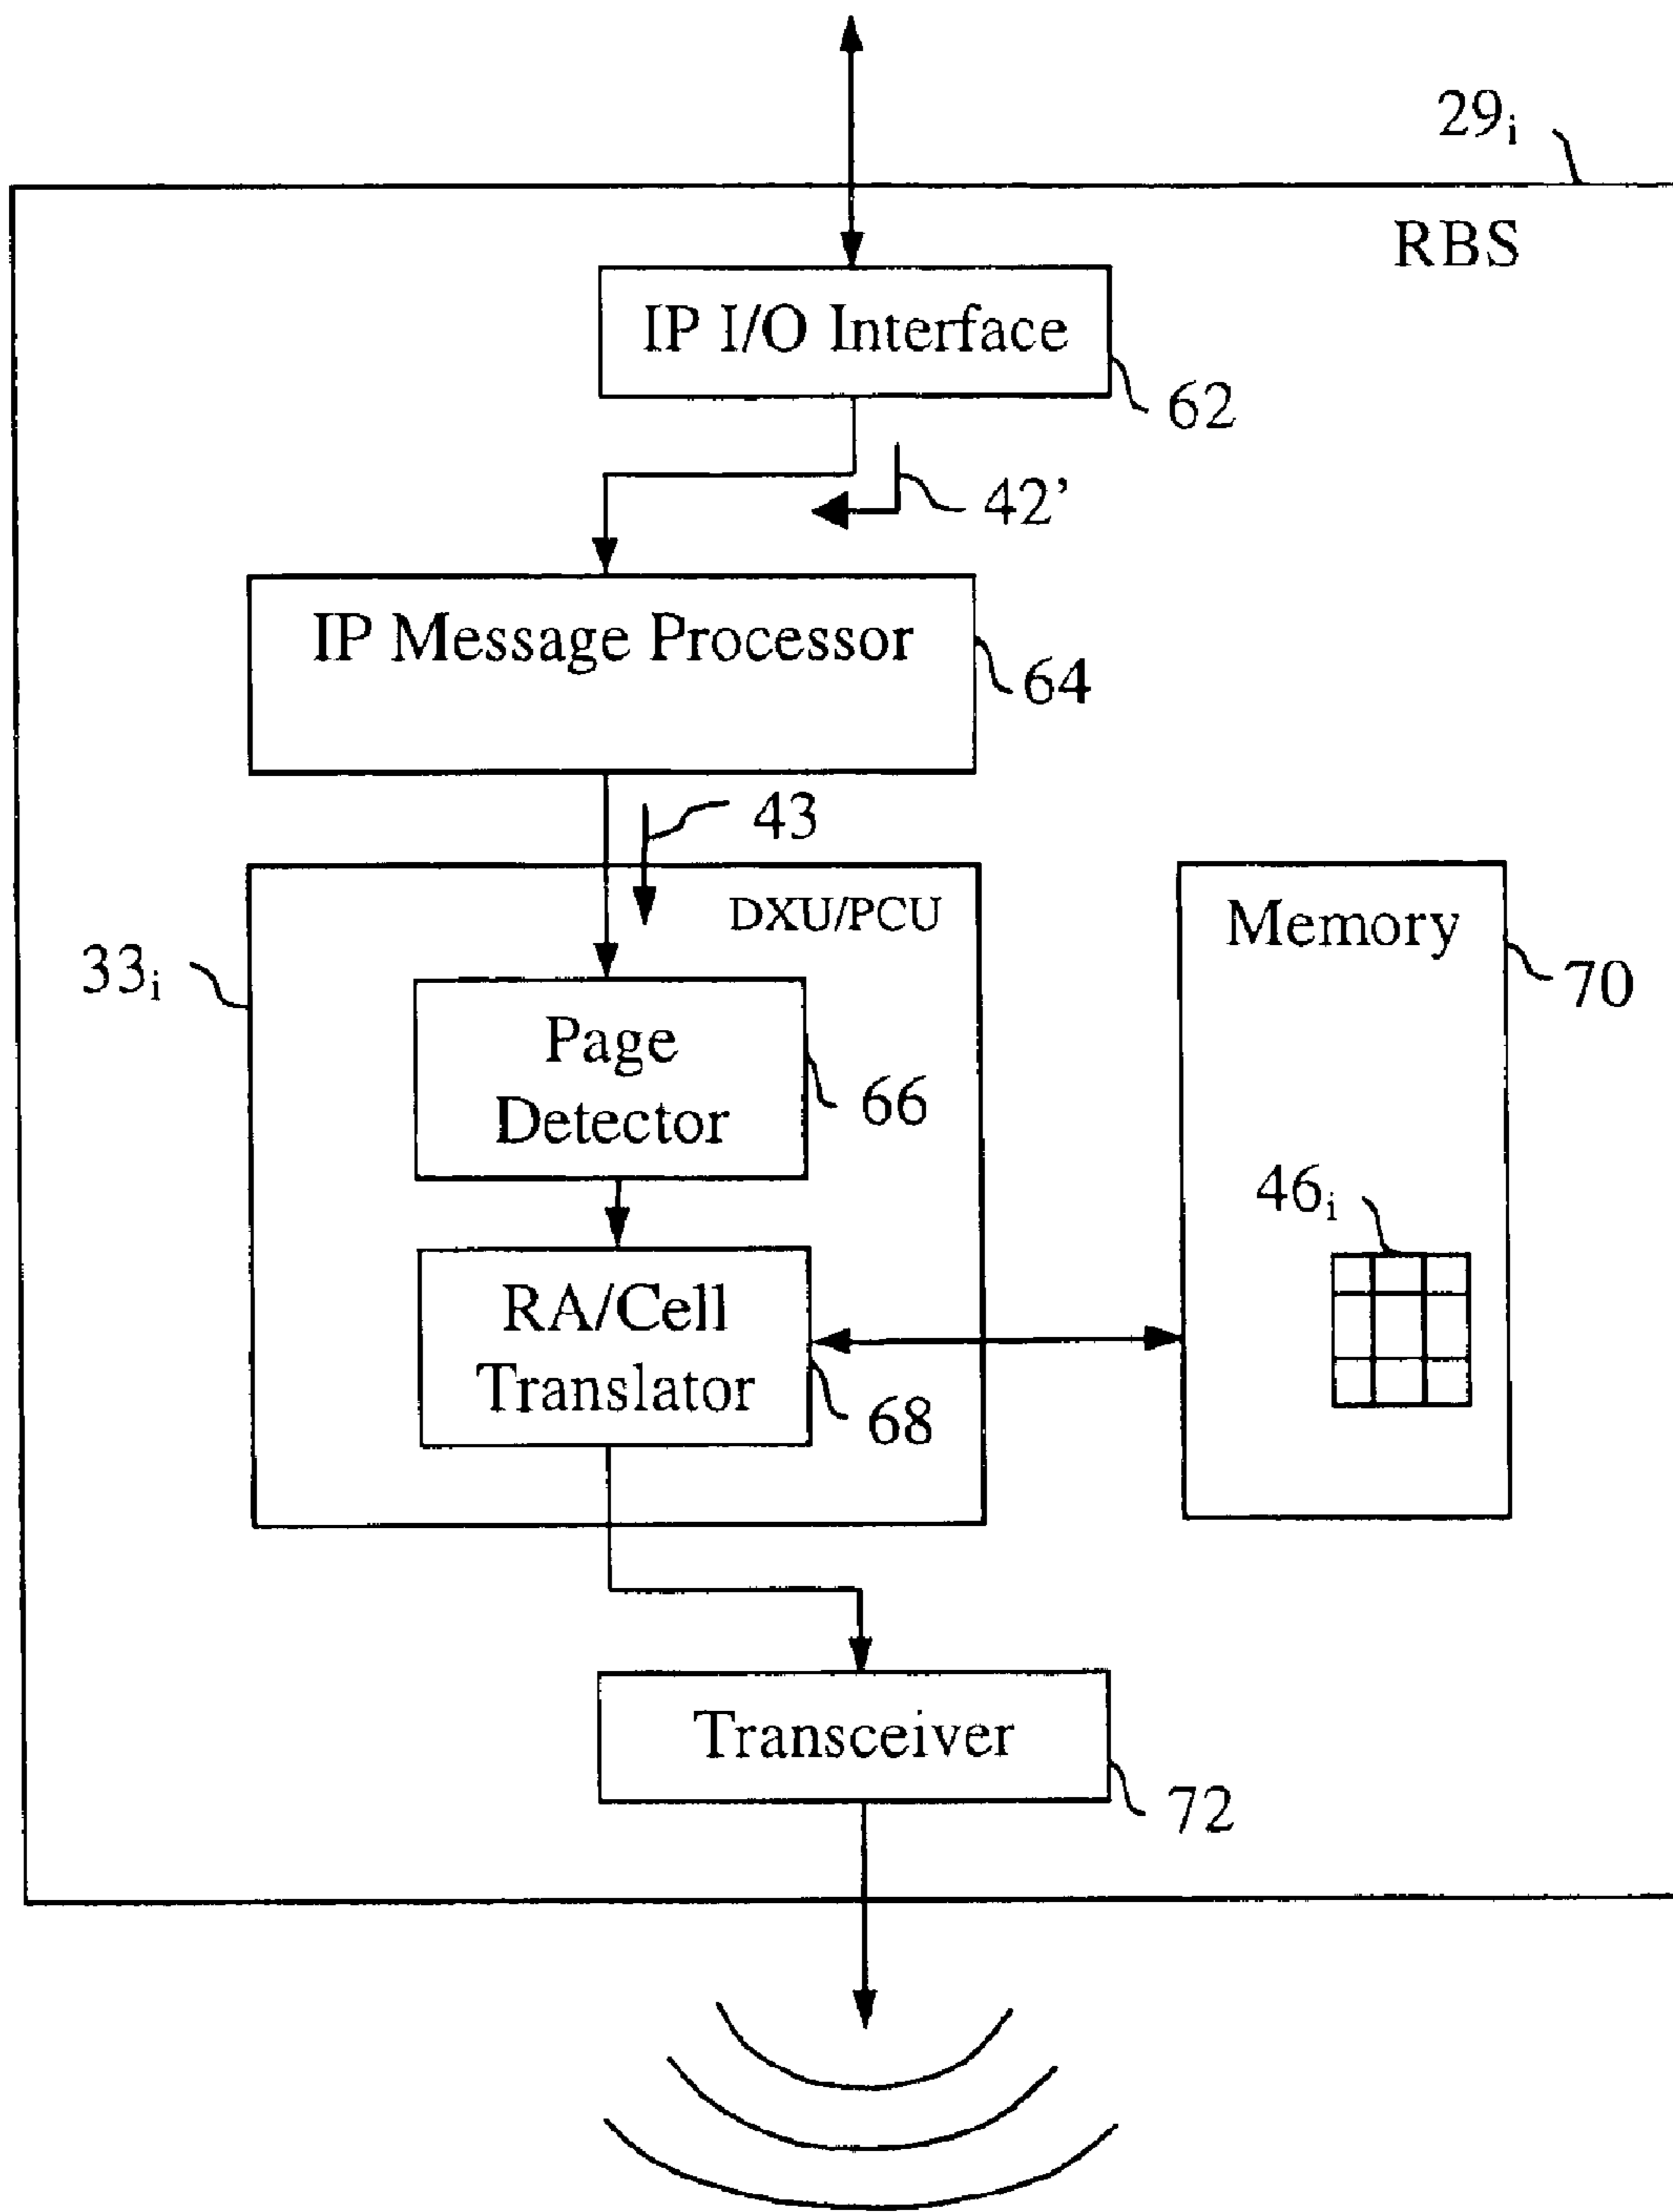 29i
RBS
IP I/O Interface
62
42’
IP Message Processor
64
43
DXU/PCU
Memory
33i
70
Page
Detector
66
46i
RA/Cell
Translator
68
Transceiver
72